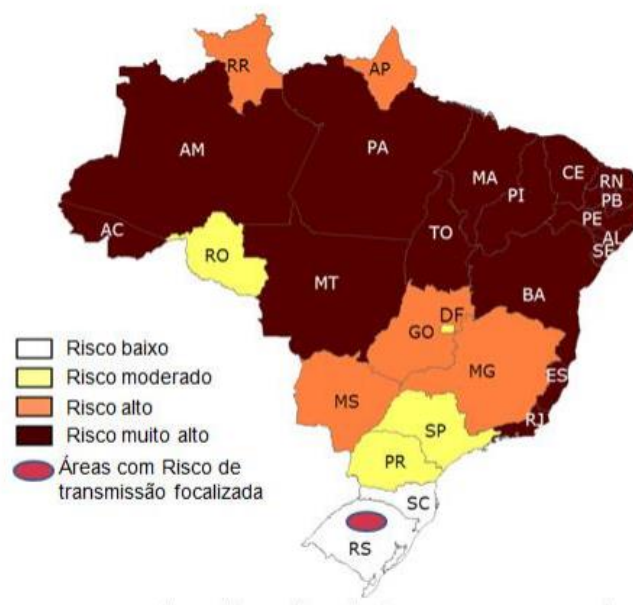 RR
AP
AM
PA
MA
CE
RN
PB
PI
PE
AC
TO
AL
SE
RO
MT
BA
DF
GO
Risco baixo
Risco moderado
MG
ES
Risco alto
MS
RJ
Risco muito alto
SP
PR
Áreas com Risco de
transmissão focalizada
SC
RS